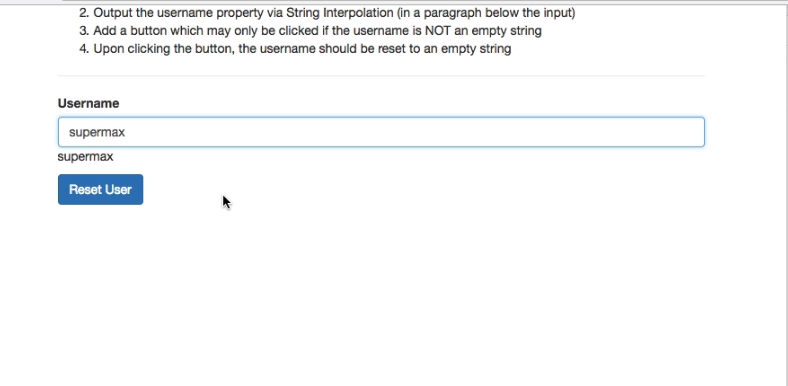 2. Output the username property via String Interpolation (in a paragraph below the input)
3. Add a button which may only be clicked if the username is NOT an empty string
4. Upon clicking the button, the username should be reset to an empty string
Username
supermax
supermax
Reset User